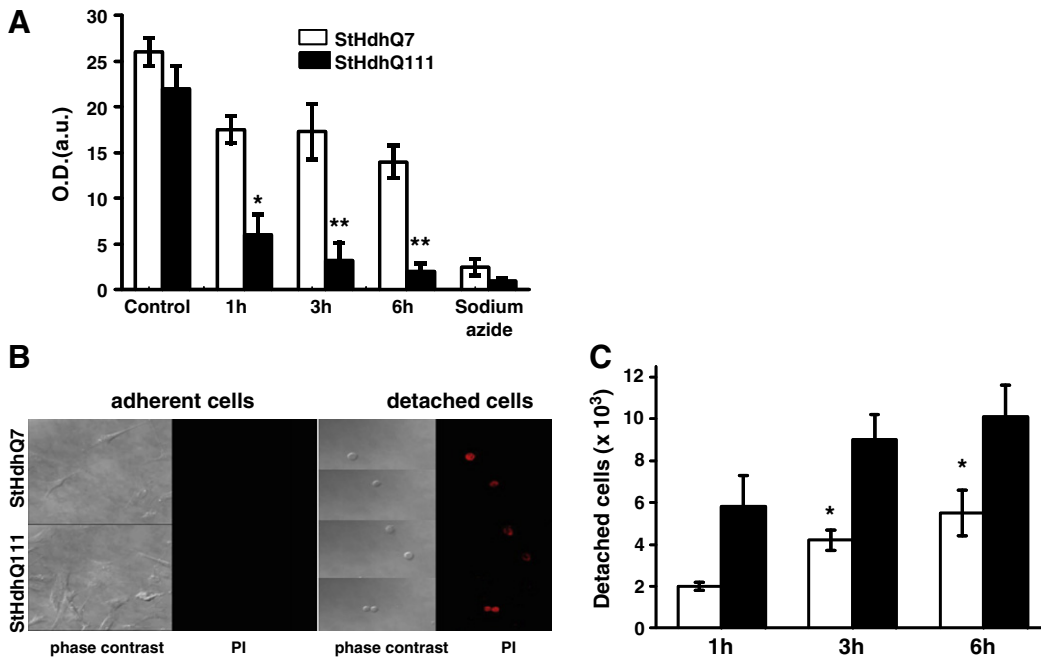 A
30
25
20
15
10
5
0
O.D.(a.u.)
StHdhQ7
StHdhQ111
*
**
**
Control 1h 3h 6h Sodium azide
B
adherent cells detached cells
StHdhQ7
StHdhQ111
phase contrast PI phase contrast PI
C
12
10
8
6
4
2
0
Detached cells (x 10³)
*
*
1h 3h 6h